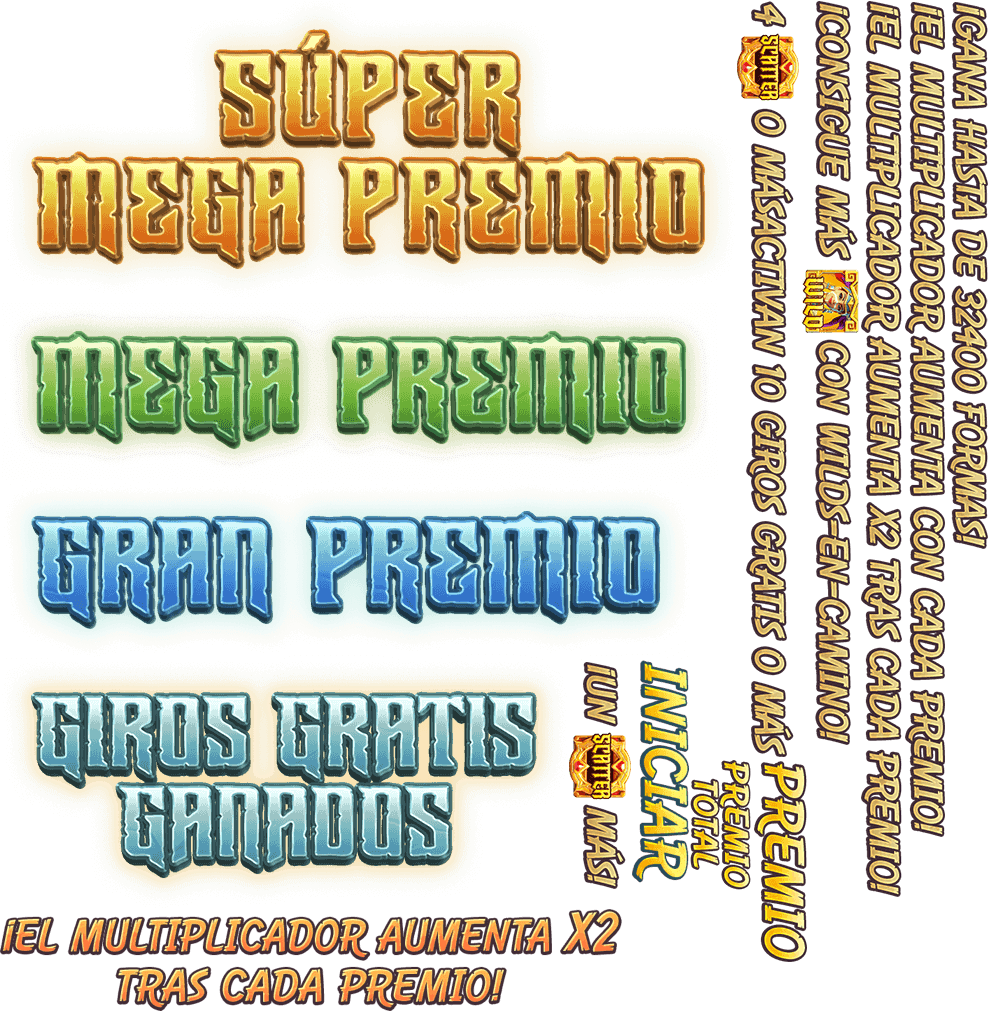 SÚPER
MEGA PREMIO
MEGA PREMIO
GRAN PREMIO
GIROS GRATIS
GANADOS
¡EL MULTIPLICADOR AUMENTA X2
TRAS CADA PREMIO!
¡GANA HASTA DE 32400 FORMAS!
¡EL MULTIPLICADOR AUMENTA CON CADA PREMIO!
¡EL MULTIPLICADOR AUMENTA X2 TRAS CADA PREMIO!
¡CONSIGUE MÁS WILD CON WILDS-EN-CAMINO!
4 SCATTER O MÁSACTIVAN 10 GIROS GRATIS O MÁS
PREMIO
PREMIO
TOTAL
INICIAR
¡UN SCATTER MÁS!